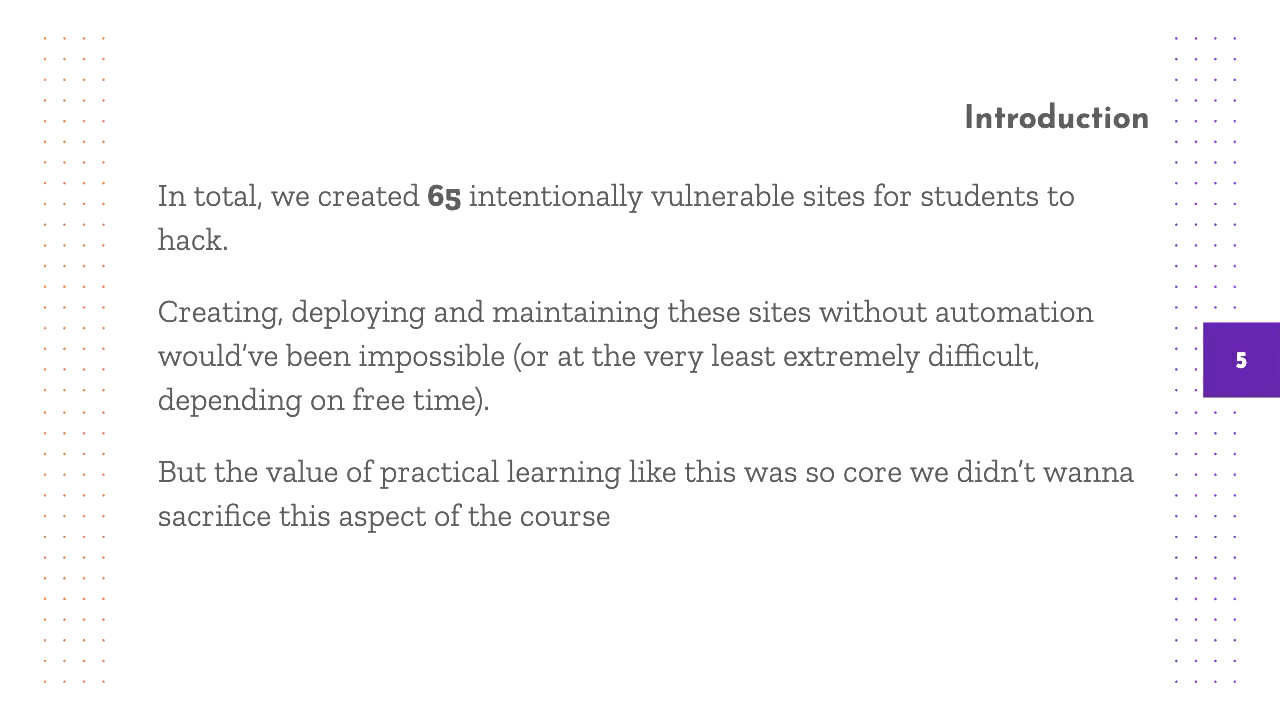 Introduction
In total, we created 65 intentionally vulnerable sites for students to
hack.
Creating, deploying and maintaining these sites without automation
would’ve been impossible (or at the very least extremely difficult,
depending on free time).
But the value of practical learning like this was so core we didn’t wanna
sacrifice this aspect of the course
5